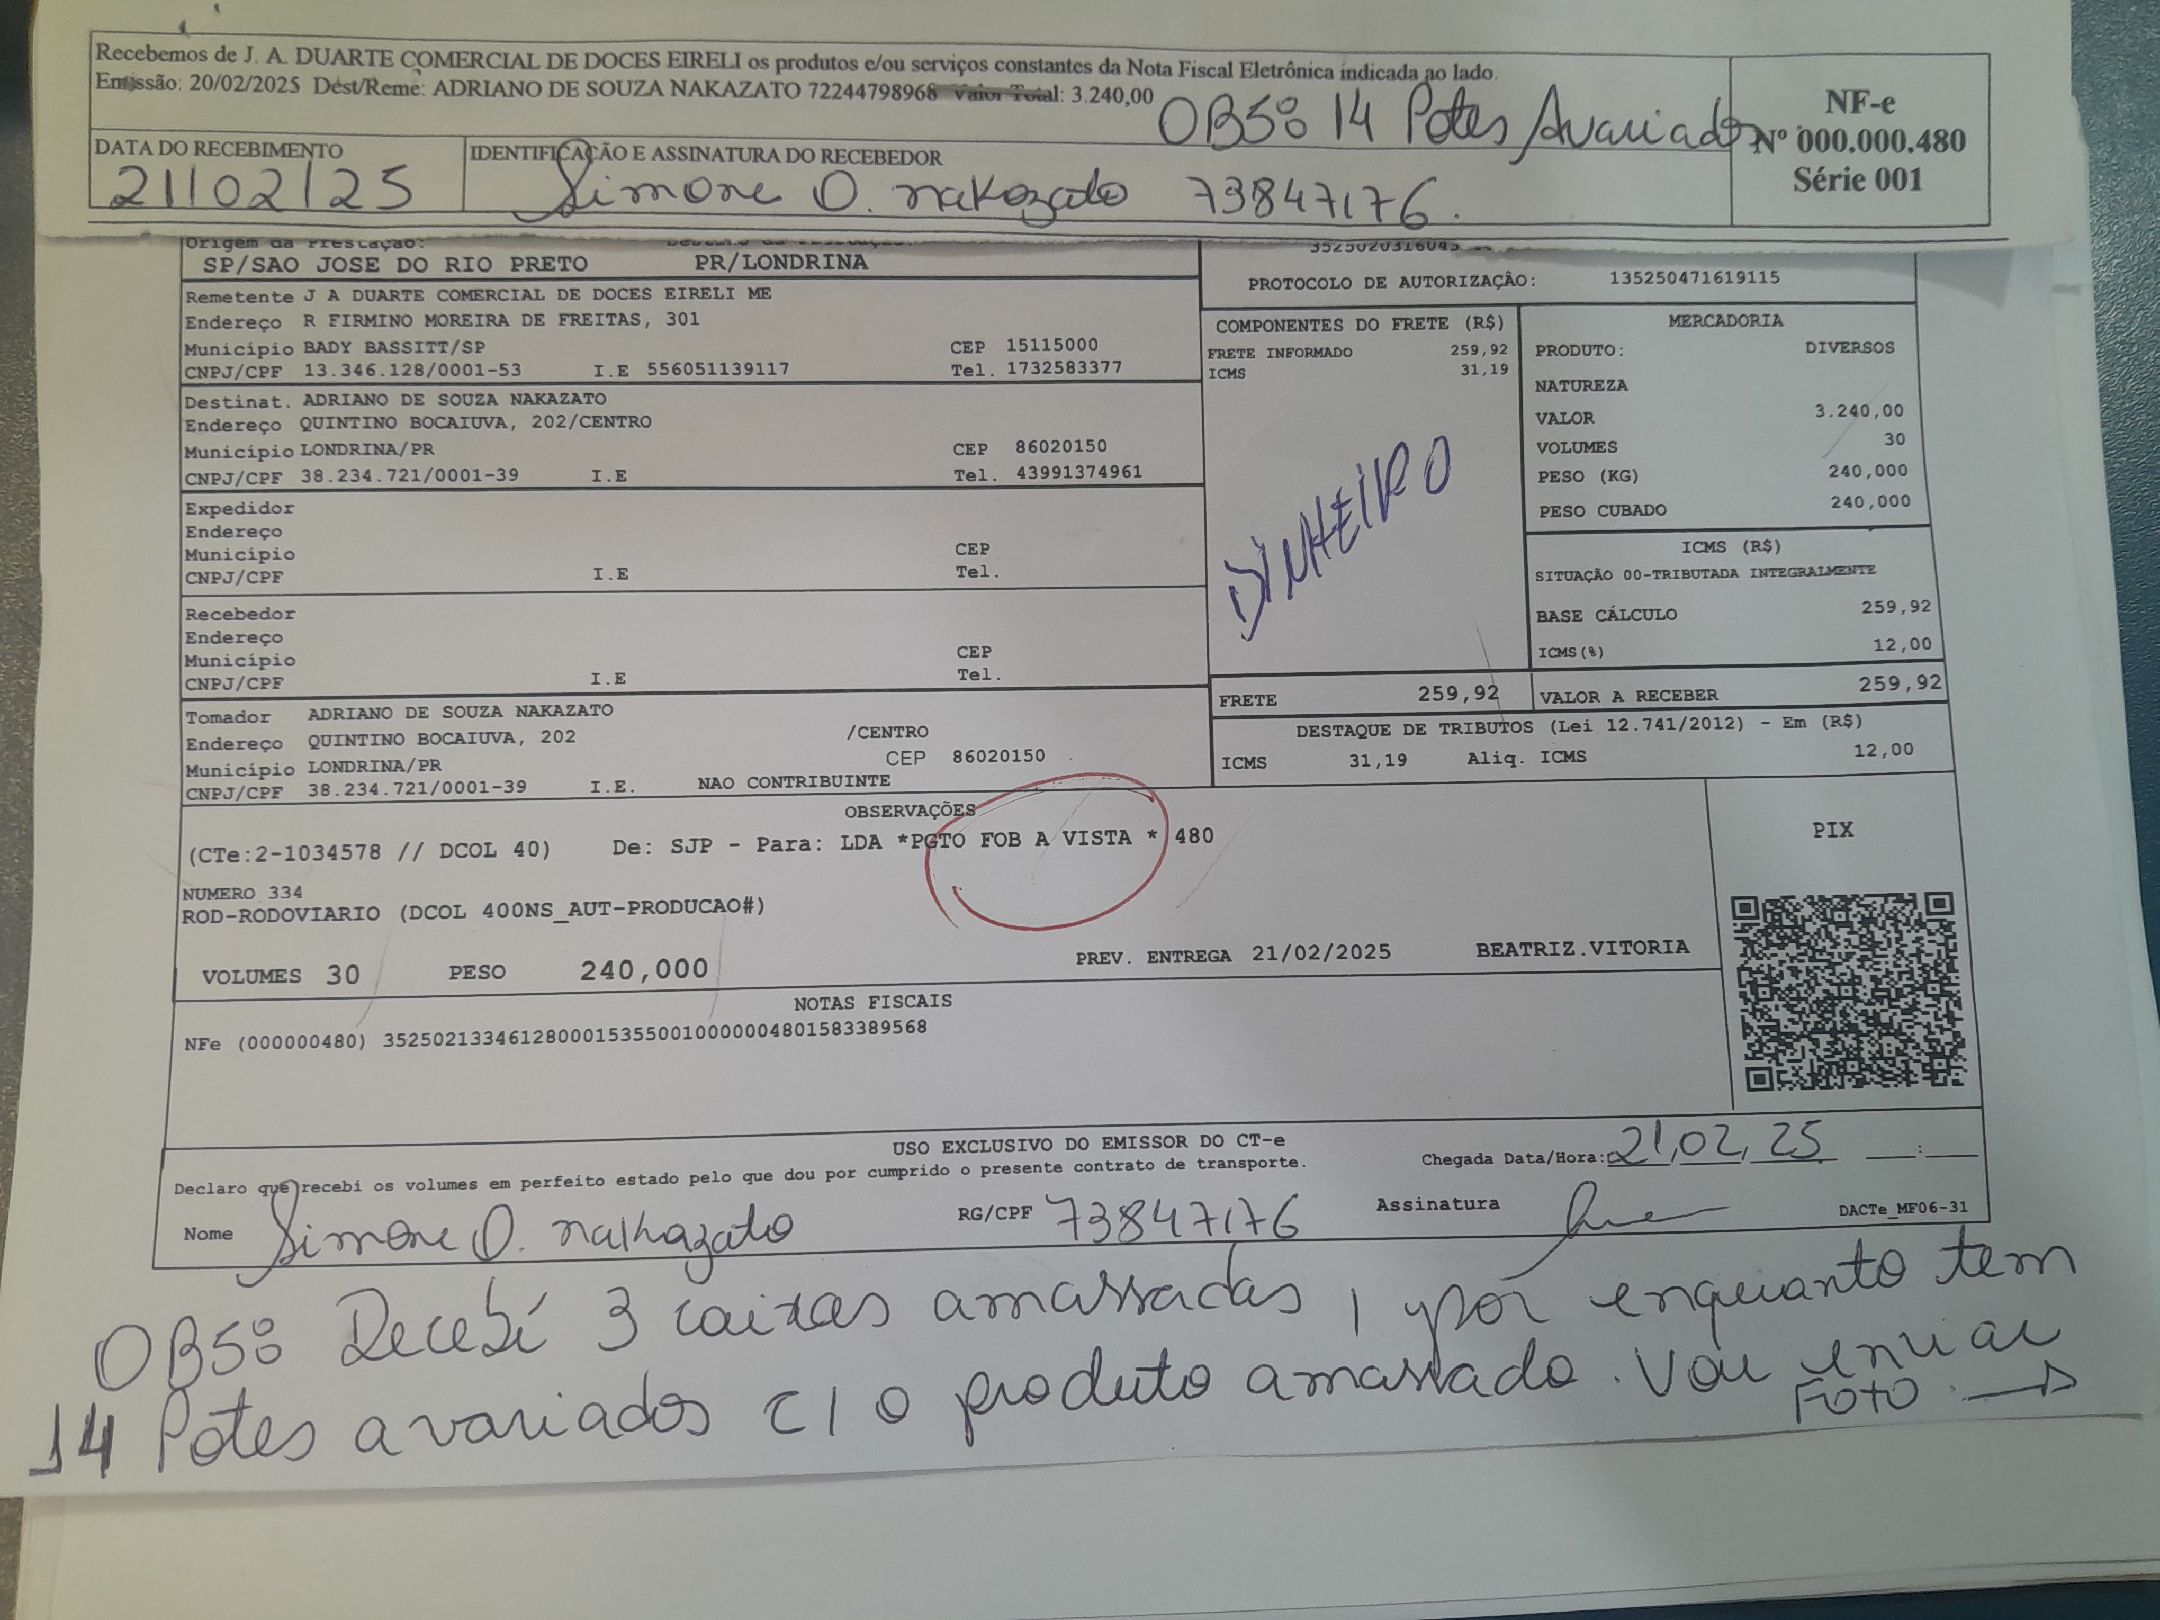 Recebemos de J. A. DUARTE COMERCIAL DE DOCES EIRELI os produtos e/ou serviços constantes da Nota Fiscal Eletrônica indicada ao lado.
Emissão: 20/02/2025 Dest/Reme: ADRIANO DE SOUZA NAKAZATO 72244798968 Valor Total: 3.240,00
OBS: 14 Potes Avariados
NF-e
Nº 000.000.480
Série 001
DATA DO RECEBIMENTO
21/02/25
IDENTIFICAÇÃO E ASSINATURA DO RECEBEDOR
Simone O. nakazato 73847176.
Origem da Prestação:
SP/SAO JOSE DO RIO PRETO PR/LONDRINA
Remetente J A DUARTE COMERCIAL DE DOCES EIRELI ME
Endereço R FIRMINO MOREIRA DE FREITAS, 301
Município BADY BASSITT/SP CEP 15115000
CNPJ/CPF 13.346.128/0001-53 I.E 556051139117 Tel. 1732583377
Destinat. ADRIANO DE SOUZA NAKAZATO
Endereço QUINTINO BOCAIUVA, 202/CENTRO
Município LONDRINA/PR CEP 86020150
CNPJ/CPF 38.234.721/0001-39 I.E Tel. 43991374961
Expedidor
Endereço
Município CEP
CNPJ/CPF I.E Tel.
Recebedor
Endereço
Município CEP
CNPJ/CPF I.E Tel.
Tomador ADRIANO DE SOUZA NAKAZATO
Endereço QUINTINO BOCAIUVA, 202 /CENTRO
Município LONDRINA/PR CEP 86020150
CNPJ/CPF 38.234.721/0001-39 I.E. NAO CONTRIBUINTE
PROTOCOLO DE AUTORIZAÇÂO: 135250471619115
COMPONENTES DO FRETE (R$)
FRETE INFORMADO 259,92
ICMS 31,19
DINHEIRO
MERCADORIA
PRODUTO: DIVERSOS
NATUREZA
VALOR 3.240,00
VOLUMES 30
PESO (KG) 240,000
PESO CUBADO 240,000
ICMS (R$)
SITUAÇÃO 00-TRIBUTADA INTEGRALMENTE
BASE CÁLCULO 259,92
ICMS(%) 12,00
FRETE 259,92 VALOR A RECEBER 259,92
DESTAQUE DE TRIBUTOS (Lei 12.741/2012) - Em (R$)
ICMS 31,19 Aliq. ICMS 12,00
OBSERVAÇÕES
(CTe:2-1034578 // DCOL 40) De: SJP - Para: LDA *PGTO FOB A VISTA * 480
NUMERO 334
ROD-RODOVIARIO (DCOL 400NS_AUT-PRODUCAO#)
VOLUMES 30 PESO 240,000 PREV. ENTREGA 21/02/2025 BEATRIZ.VITORIA
PIX
NOTAS FISCAIS
NFe (000000480) 35250213346128000153550010000004801583389568
USO EXCLUSIVO DO EMISSOR DO CT-e
Declaro que recebi os volumes em perfeito estado pelo que dou por cumprido o presente contrato de transporte.
Chegada Data/Hora: 21,02,25 :
Nome Simone O. nakazato RG/CPF 73847176 Assinatura
DACTe_MF06-31
OBS: Recebí 3 caixas amassadas, por enquanto tem
14 Potes avariados c/ o produto amassado. Vou enviar
FOTO